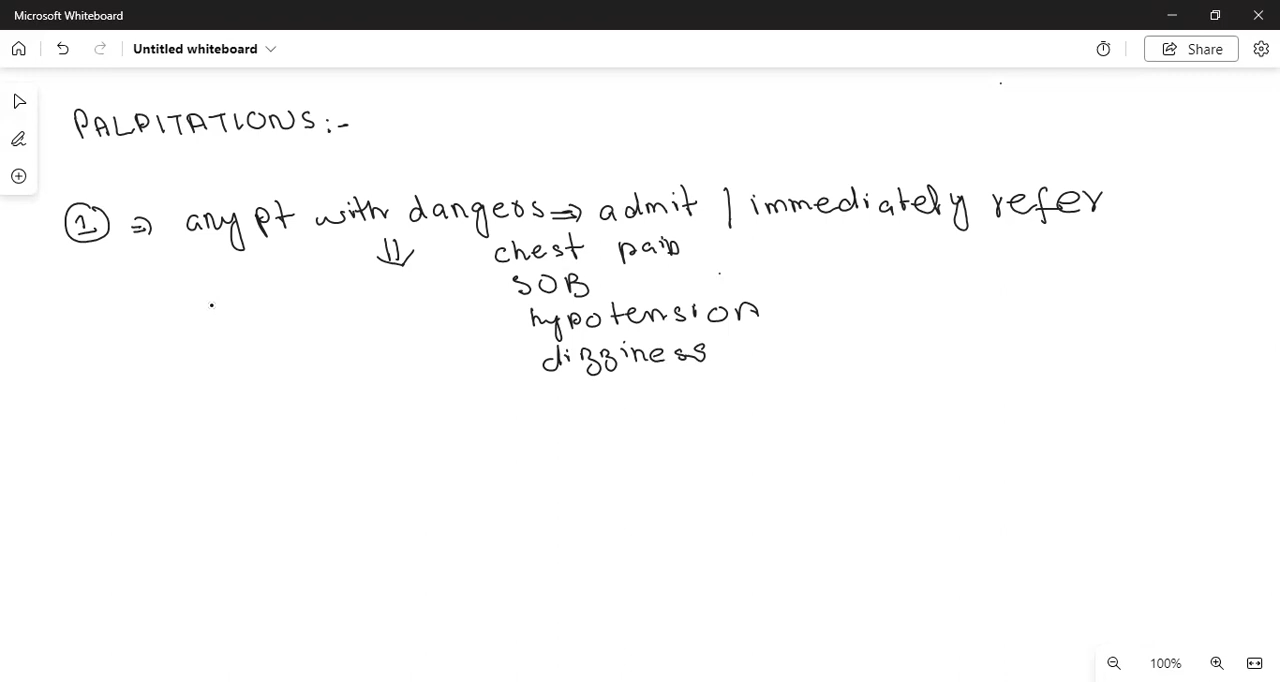 Microsoft Whiteboard
Untitled whiteboard
Share
PALPITATIONS:-
① ⇒ any pt with dangers ⇒ admit | immediately refer
⇓ chest pain
SOB
hypotension
dizziness
100%